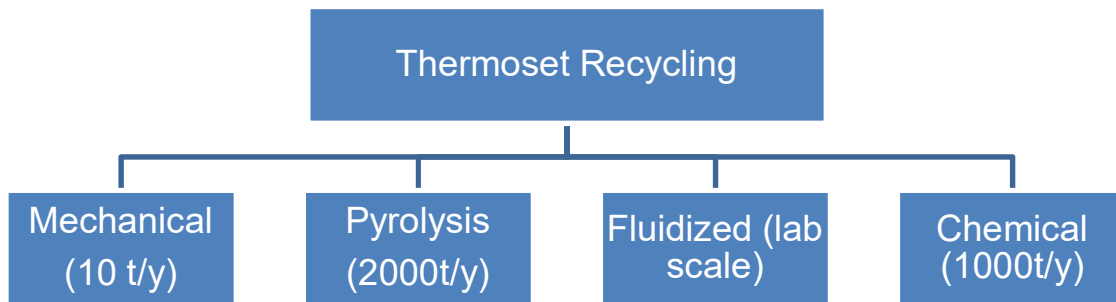 Thermoset Recycling
Mechanical
(10 t/y)
Pyrolysis
(2000t/y)
Fluidized (lab
scale)
Chemical
(1000t/y)